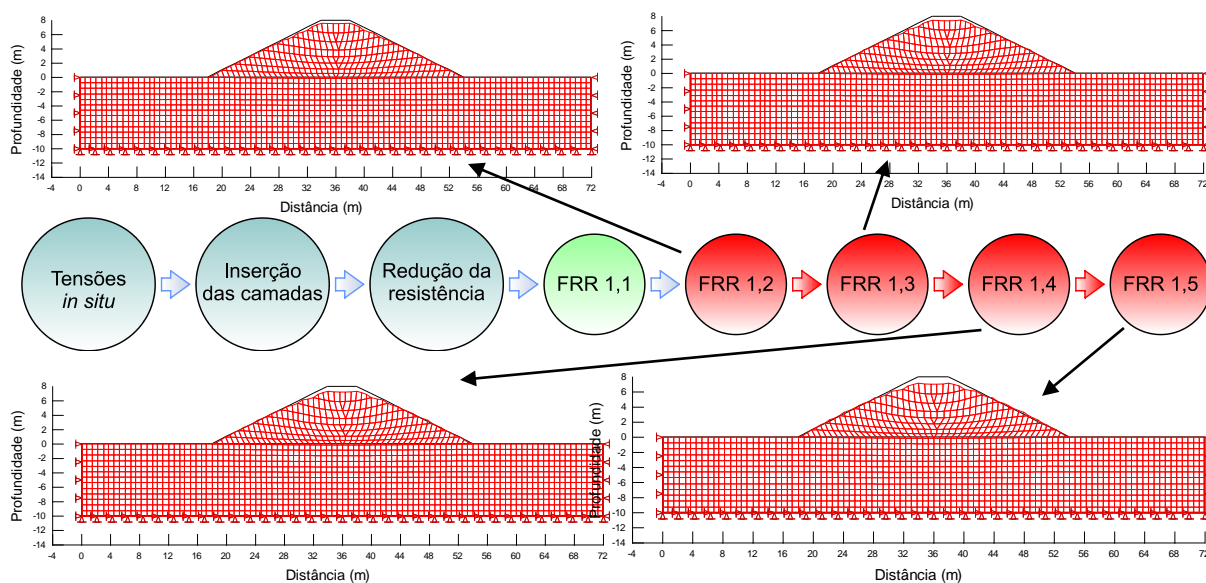 Profundidade (m)
8
6
4
2
0
-2
-4
-6
-8
-10
-12
-14
-4 0 4 8 12 16 20 24 28 32 36 40 44 48 52 56 60 64 68 72
Distância (m)
Profundidade (m)
8
6
4
2
0
-2
-4
-6
-8
-10
-12
-14
-4 0 4 8 12 16 20 24 28 32 36 40 44 48 52 56 60 64 68 72
Distância (m)
Tensões
in situ
Inserção
das camadas
Redução da
resistência
FRR 1,1
FRR 1,2
FRR 1,3
FRR 1,4
FRR 1,5
Profundidade (m)
8
6
4
2
0
-2
-4
-6
-8
-10
-12
-14
-4 0 4 8 12 16 20 24 28 32 36 40 44 48 52 56 60 64 68 72
Distância (m)
Profundidade (m)
8
6
4
2
0
-2
-4
-6
-8
-10
-12
-14
-4 0 4 8 12 16 20 24 28 32 36 40 44 48 52 56 60 64 68 72
Distância (m)